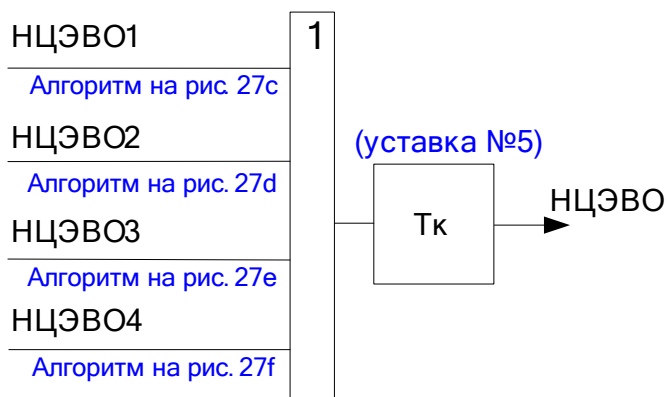 НЦЭВО1
1
Алгоритм на рис. 27c
НЦЭВО2
(уставка №5)
Алгоритм на рис. 27d
НЦЭВО
Тк
НЦЭВО3
Алгоритм на рис. 27e
НЦЭВО4
Алгоритм на рис. 27f